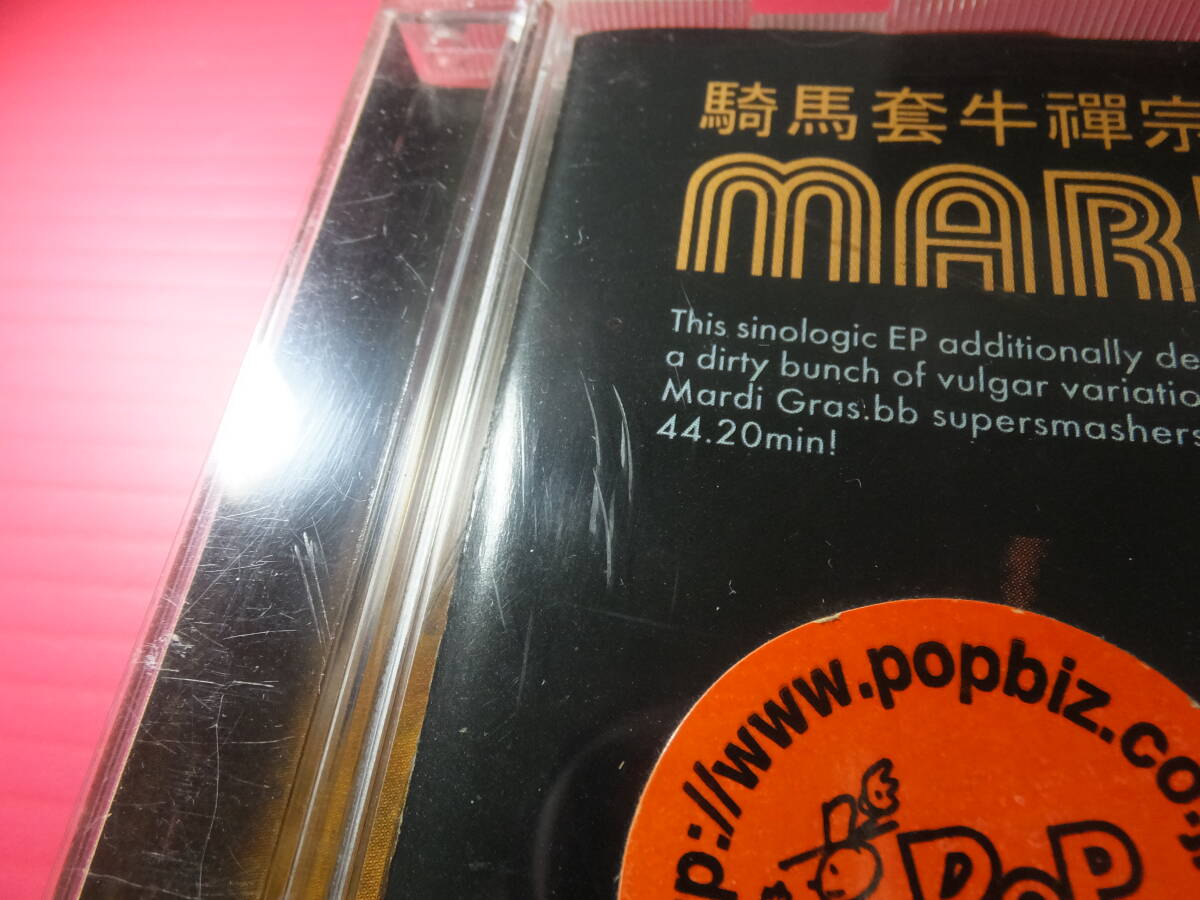 騎馬套牛禪宗
MAR
This sinologic EP additionally de
a dirty bunch of vulgar variatio
Mardi Gras.bb supersmashers
44.20min!
p://www.popbiz.co.
PoP